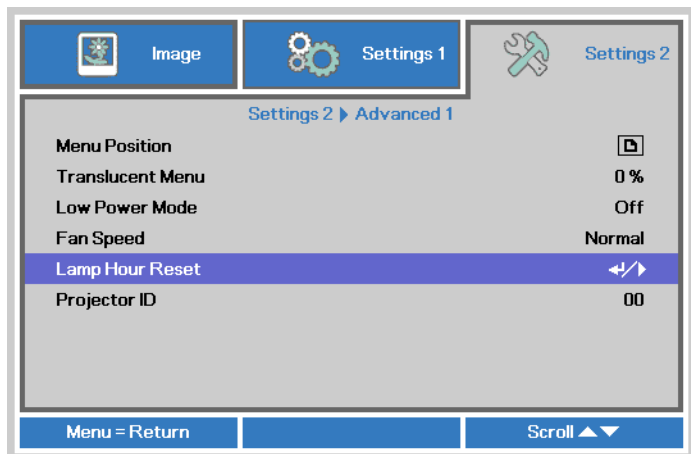 Image
Settings 1
Settings 2
Settings 2 Advanced 1
Menu Position
Translucent Menu 0 %
Low Power Mode Off
Fan Speed Normal
Lamp Hour Reset /
Projector ID 00
Menu = Return
Scroll